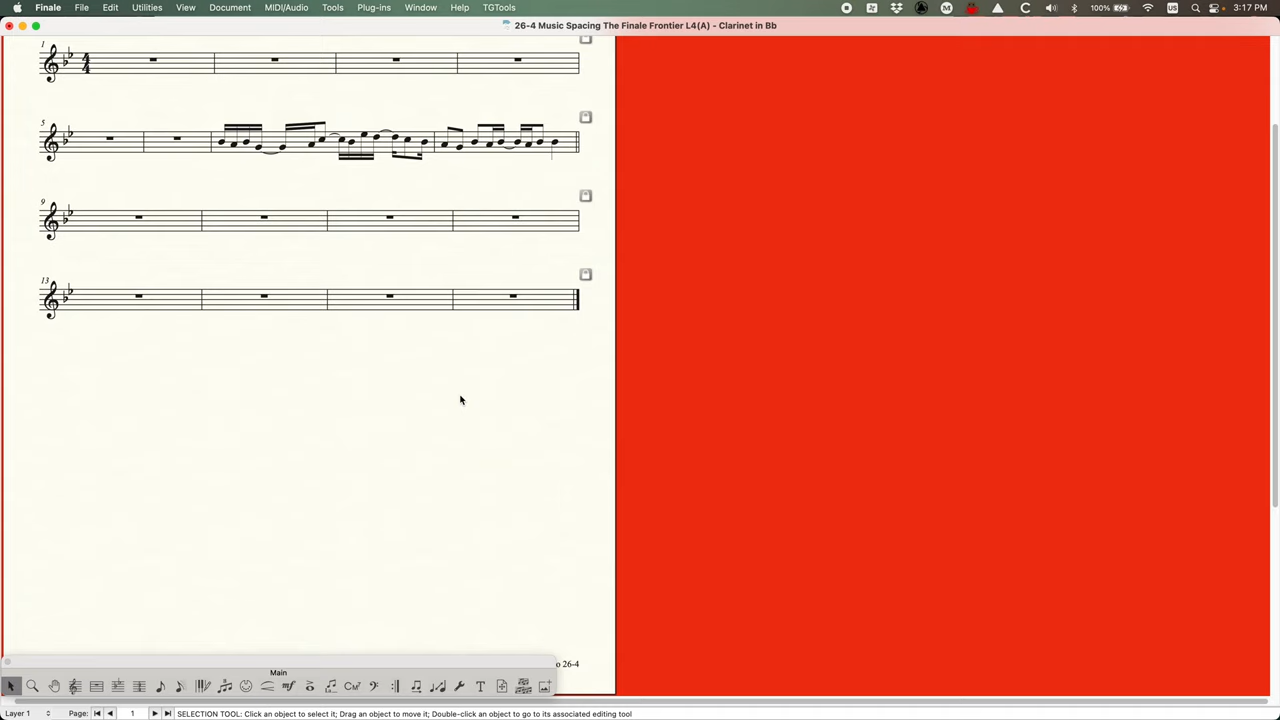 Finale File Edit Utilities View Document MIDI/Audio Tools Plug-ins Window Help TGTools 100% US 3:17 PM
26-4 Music Spacing The Finale Frontier L4(A) - Clarinet in Bb
1
4
4
5
9
13
o 26-4
Main
Layer 1 Page: 1 SELECTION TOOL: Click an object to select it; Drag an object to move it; Double-click an object to go to its associated editing tool